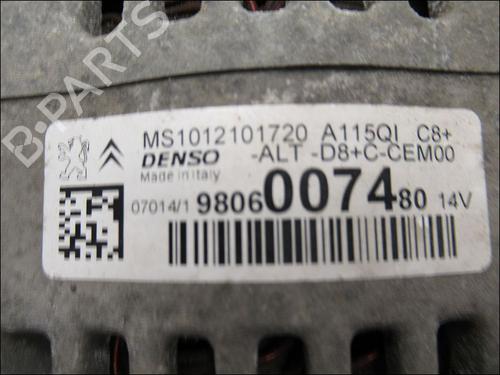 B-PARTS
MS1012101720 A115QI C8+
DENSO -ALT -D8+C-CEM00
Made in Italy
07014/1 9806007480 14V